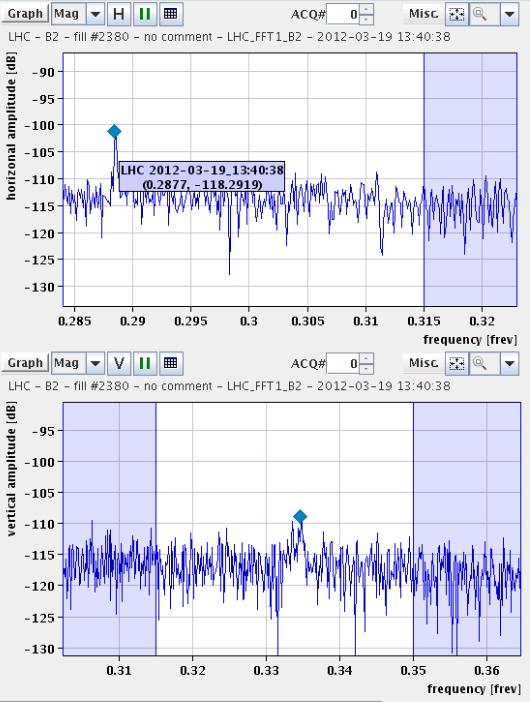 Graph Mag H ACQ# 0 Misc.
LHC - B2 - fill #2380 - no comment - LHC_FFT1_B2 - 2012-03-19 13:40:38
horizonal amplitude [dB]
-90
-95
-100
-105
-110
-115
-120
-125
-130
LHC 2012-03-19_13:40:38
(0.2877, -118.2919)
0.285 0.29 0.295 0.3 0.305 0.31 0.315 0.32
frequency [frev]
Graph Mag V ACQ# 0 Misc.
LHC - B2 - fill #2380 - no comment - LHC_FFT1_B2 - 2012-03-19 13:40:38
vertical amplitude [dB]
-95
-100
-105
-110
-115
-120
-125
-130
0.31 0.32 0.33 0.34 0.35 0.36
frequency [frev]